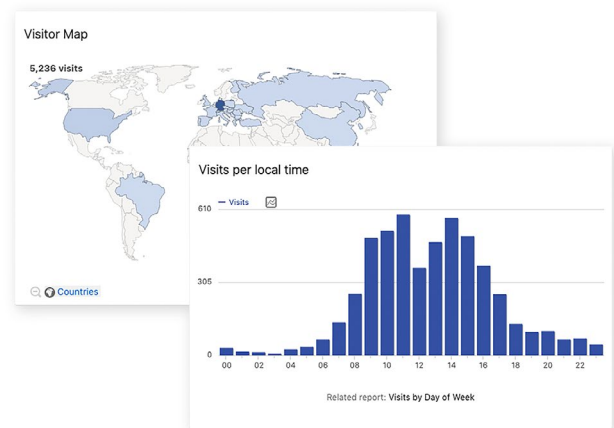 Visitor Map
5,236 visits
Countries
Visits per local time
Visits
610
305
0
00 02 04 06 08 10 12 14 16 18 20 22
Related report: Visits by Day of Week